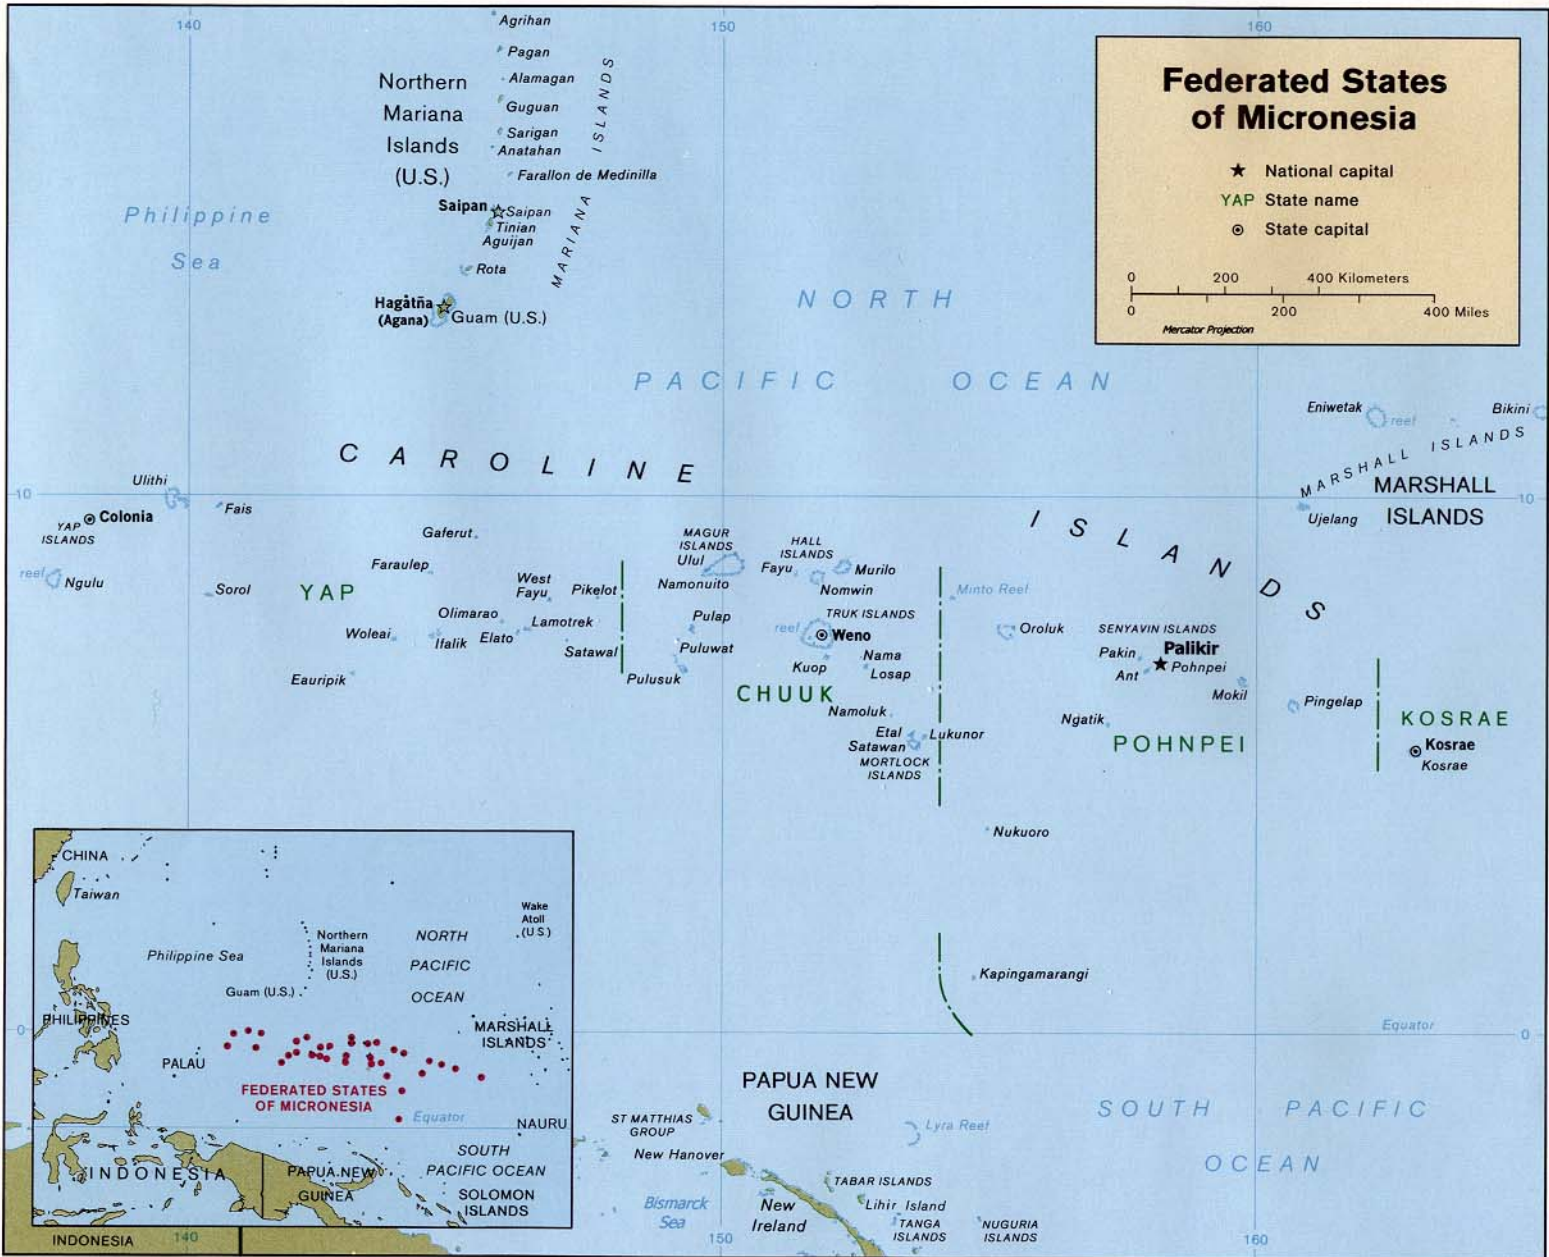 140
150
160
Agrihan
Pagan
Alamagan
Guguan
Sarigan
Anatahan
Farallon de Medinilla
Northern
Mariana
Islands
(U.S.)
MARIANA ISLANDS
Saipan
Saipan
Tinian
Aguijan
Rota
Hagåtña
(Agana)
Guam (U.S.)
Philippine
Sea
Federated States
of Micronesia
National capital
YAP State name
State capital
0 200 400 Kilometers
0 200 400 Miles
Mercator Projection
NORTH
PACIFIC OCEAN
Eniwetak
reef
Bikini
MARSHALL ISLANDS
MARSHALL
ISLANDS
Ujelang
CAROLINE
ISLANDS
10
10
Ulithi
Colonia
YAP
ISLANDS
Fais
reef
Ngulu
Sorol
YAP
Gaferut
Faraulep
West
Fayu
Pikelot
Olimarao
Lamotrek
Woleai
Ifalik
Elato
Satawal
Eauripik
MAGUR
ISLANDS
Ulul
Namonuito
HALL
ISLANDS
Fayu
Murilo
Nomwin
Pulap
TRUK ISLANDS
reef
Weno
Puluwat
Pulusuk
Kuop
Nama
Losap
CHUUK
Namoluk
Etal
Lukunor
Satawan
MORTLOCK
ISLANDS
Minto Reef
Oroluk
SENYAVIN ISLANDS
Palikir
Pakin
Pohnpei
Ant
Mokil
Pingelap
Ngatik
POHNPEI
KOSRAE
Kosrae
Kosrae
Nukuoro
Kapingamarangi
Equator
0
0
PAPUA NEW
GUINEA
SOUTH PACIFIC
OCEAN
ST MATTHIAS
GROUP
Lyra Reef
New Hanover
TABAR ISLANDS
Bismarck
Sea
New
Ireland
Lihir Island
TANGA
ISLANDS
NUGURIA
ISLANDS
150
160
CHINA
Taiwan
Wake
Atoll
(U.S.)
Philippine Sea
Northern
Mariana
Islands
(U.S.)
NORTH
PACIFIC
OCEAN
Guam (U.S.)
PHILIPPINES
MARSHALL
ISLANDS
PALAU
FEDERATED STATES
OF MICRONESIA
Equator
NAURU
SOUTH
PACIFIC OCEAN
INDONESIA
PAPUA NEW
GUINEA
SOLOMON
ISLANDS
INDONESIA
140